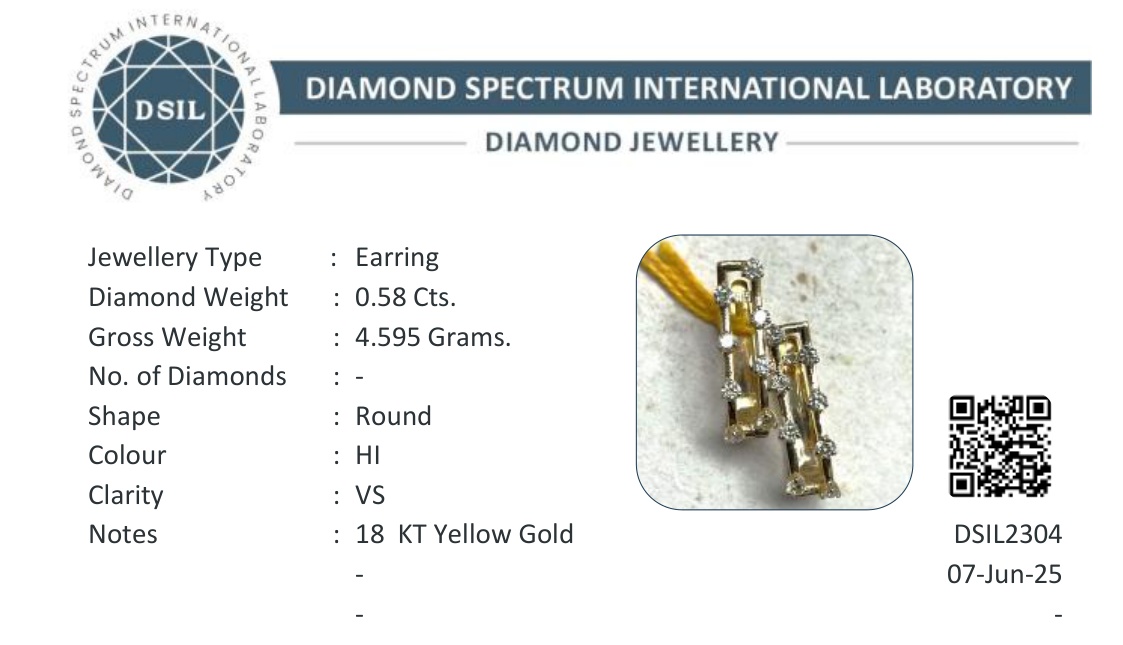 DIAMOND SPECTRUM INTERNATIONAL LABORATORY
DSIL
DIAMOND SPECTRUM INTERNATIONAL LABORATORY
DIAMOND JEWELLERY
Jewellery Type : Earring
Diamond Weight : 0.58 Cts.
Gross Weight : 4.595 Grams.
No. of Diamonds : -
Shape : Round
Colour : HI
Clarity : VS
Notes : 18 KT Yellow Gold
-
-
DSIL2304
07-Jun-25
-